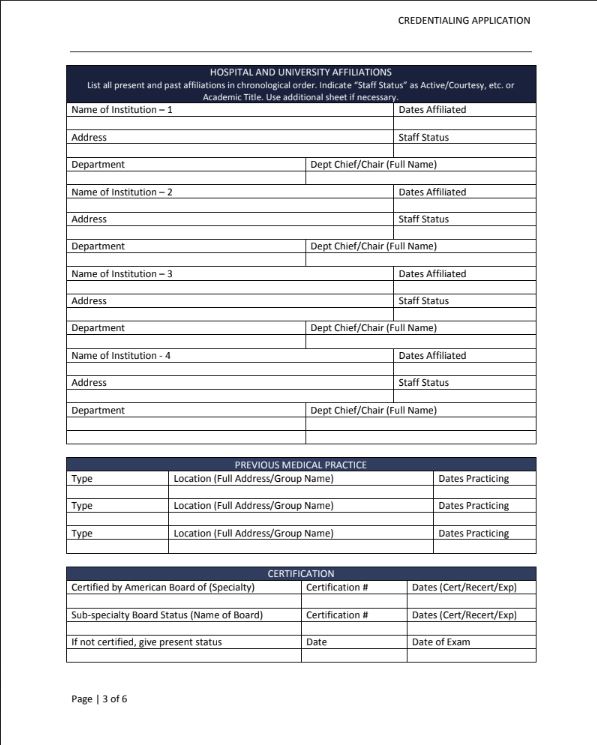 CREDENTIALING APPLICATION
HOSPITAL AND UNIVERSITY AFFILIATIONS
List all present and past affiliations in chronological order. Indicate “Staff Status” as Active/Courtesy, etc. or
Academic Title. Use additional sheet if necessary.
Name of Institution – 1 Dates Affiliated
Address Staff Status
Department Dept Chief/Chair (Full Name)
Name of Institution – 2 Dates Affiliated
Address Staff Status
Department Dept Chief/Chair (Full Name)
Name of Institution – 3 Dates Affiliated
Address Staff Status
Department Dept Chief/Chair (Full Name)
Name of Institution - 4 Dates Affiliated
Address Staff Status
Department Dept Chief/Chair (Full Name)
PREVIOUS MEDICAL PRACTICE
Type Location (Full Address/Group Name) Dates Practicing
Type Location (Full Address/Group Name) Dates Practicing
Type Location (Full Address/Group Name) Dates Practicing
CERTIFICATION
Certified by American Board of (Specialty) Certification # Dates (Cert/Recert/Exp)
Sub-specialty Board Status (Name of Board) Certification # Dates (Cert/Recert/Exp)
If not certified, give present status Date Date of Exam
Page | 3 of 6